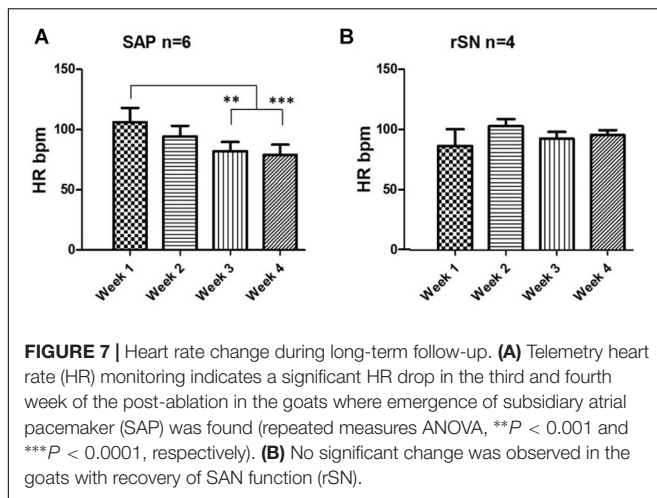 A
SAP n=6
B
rSN n=4
150
100
50
0
HR bpm
**
***
Week 1
Week 2
Week 3
Week 4
150
100
50
0
HR bpm
Week 1
Week 2
Week 3
Week 4
FIGURE 7 | Heart rate change during long-term follow-up. (A) Telemetry heart
rate (HR) monitoring indicates a significant HR drop in the third and fourth
week of the post-ablation in the goats where emergence of subsidiary atrial
pacemaker (SAP) was found (repeated measures ANOVA, **P < 0.001 and
***P < 0.0001, respectively). (B) No significant change was observed in the
goats with recovery of SAN function (rSN).